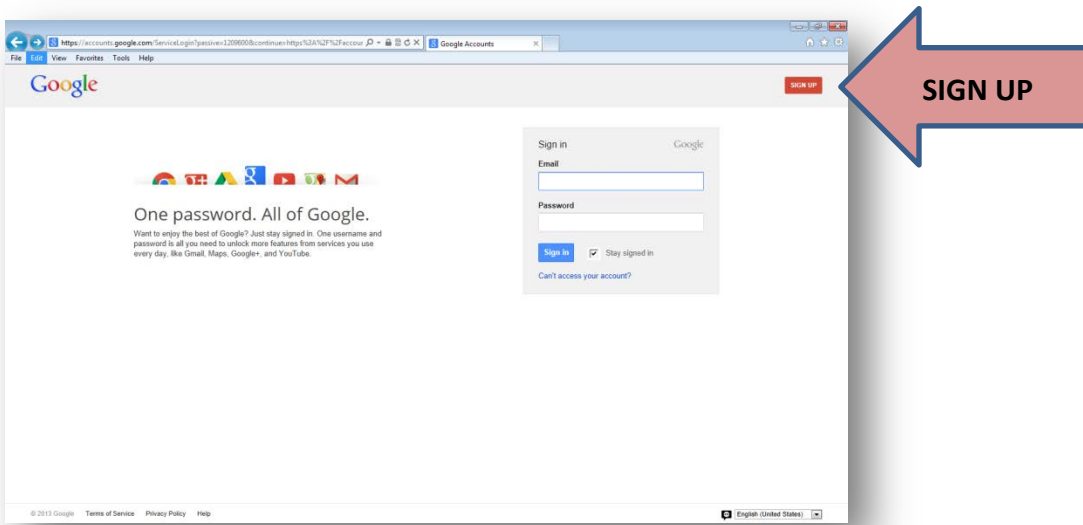 https://accounts.google.com/ServiceLogin?passive=1209600&continue=https%3A%2F%2Faccour
Google Accounts
File Edit View Favorites Tools Help
Google
SIGN UP
SIGN UP
Sign in Google
Email
One password. All of Google.
Want to enjoy the best of Google? Just stay signed in. One username and
password is all you need to unlock more features from services you use
every day, like Gmail, Maps, Google+, and YouTube.
Password
Sign in Stay signed in
Can't access your account?
© 2013 Google Terms of Service Privacy Policy Help
English (United States)